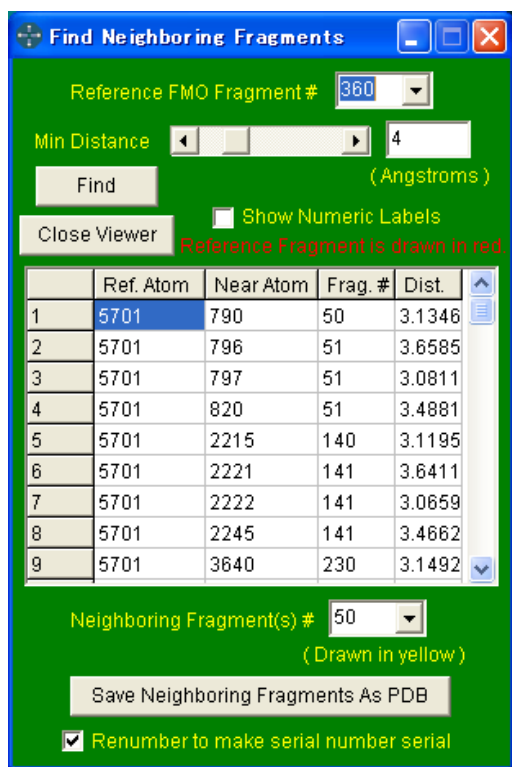 Find Neighboring Fragments
Reference FMO Fragment # 360
Min Distance 4
( Angstroms )
Find
Show Numeric Labels
Close Viewer
Reference Fragment is drawn in red.
Ref. Atom Near Atom Frag. # Dist.
1 5701 790 50 3.1346
2 5701 796 51 3.6585
3 5701 797 51 3.0811
4 5701 820 51 3.4881
5 5701 2215 140 3.1195
6 5701 2221 141 3.6411
7 5701 2222 141 3.0659
8 5701 2245 141 3.4662
9 5701 3640 230 3.1492
Neighboring Fragment(s) # 50
( Drawn in yellow )
Save Neighboring Fragments As PDB
Renumber to make serial number serial